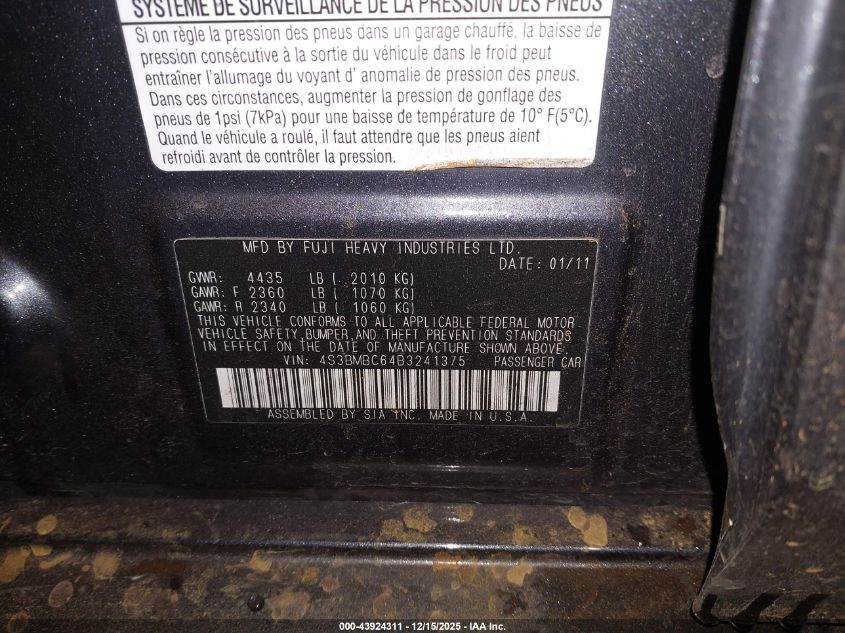 SYSTÈME DE SURVEILLANCE DE LA PRESSION DES PNEUS
Si on règle la pression des pneus dans un garage chauffé, la baisse de
pression consécutive à la sortie du véhicule dans le froid peut
entraîner l'allumage du voyant d' anomalie de pression des pneus.
Dans ces circonstances, augmenter la pression de gonflage des
pneus de 1psi (7kPa) pour une baisse de température de 10° F(5°C).
Quand le véhicule a roulé, il faut attendre que les pneus aient
refroidi avant de contrôler la pression.
MFD BY FUJI HEAVY INDUSTRIES LTD.
DATE: 01/11
GVWR: 4435 LB ( 2010 KG)
GAWR: F 2360 LB ( 1070 KG)
GAWR: R 2340 LB ( 1060 KG)
THIS VEHICLE CONFORMS TO ALL APPLICABLE FEDERAL MOTOR
VEHICLE SAFETY, BUMPER, AND THEFT PREVENTION STANDARDS
IN EFFECT ON THE DATE OF MANUFACTURE SHOWN ABOVE.
VIN: 4S3BMBC64B3241375 PASSENGER CAR
ASSEMBLED BY SIA INC. MADE IN U.S.A.
000-43924311 - 12/15/2025 - IAA Inc.